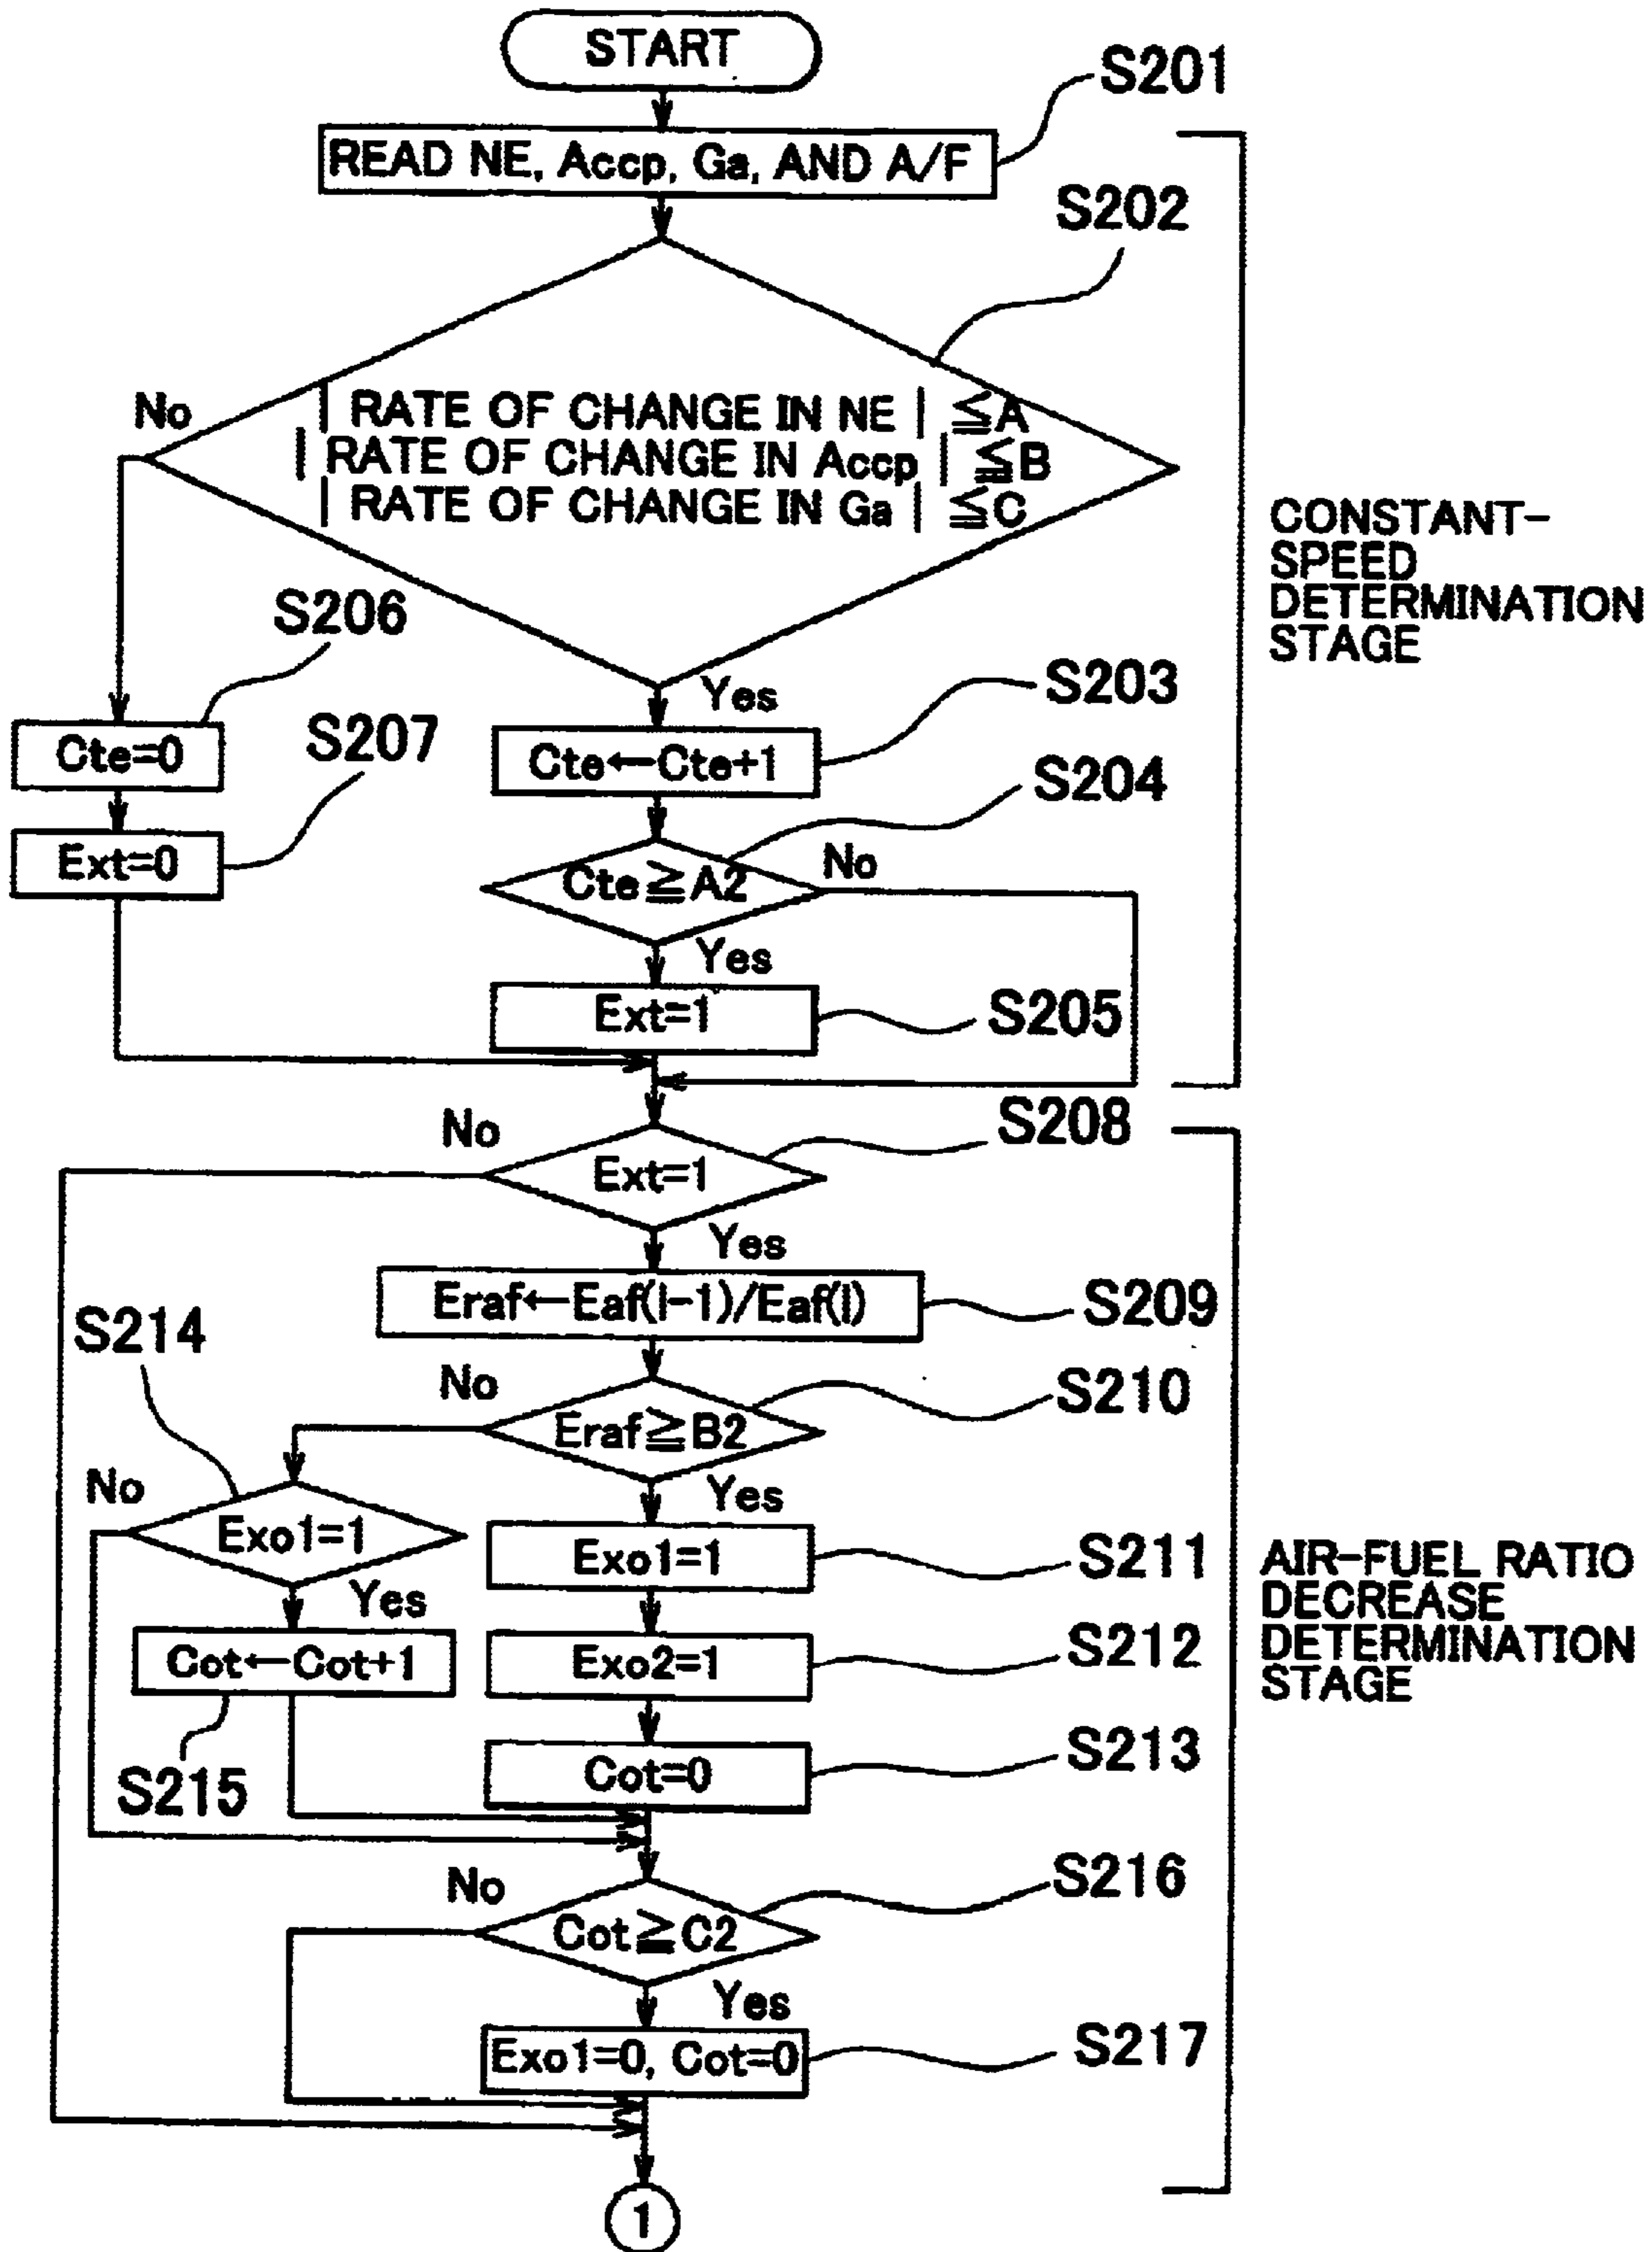 START
S201
READ NE, Accp, Ga, AND A/F
S202
No
| RATE OF CHANGE IN NE | ≦A
| RATE OF CHANGE IN Accp | ≦B
| RATE OF CHANGE IN Ga | ≦C
CONSTANT-
SPEED
DETERMINATION
STAGE
S206
Yes
S203
Cte=0
S207
Cte←Cte+1
S204
Ext=0
Cte≧A2
No
Yes
Ext=1
S205
No
S208
Ext=1
Yes
Eraf←Eaf(I-1)/Eaf(I)
S209
S214
No
S210
Eraf≧B2
No
Yes
Exo1=1
Exo1=1
S211
AIR-FUEL RATIO
DECREASE
DETERMINATION
STAGE
Yes
Cot←Cot+1
Exo2=1
S212
S215
Cot=0
S213
No
S216
Cot≧C2
Yes
Exo1=0, Cot=0
S217
1